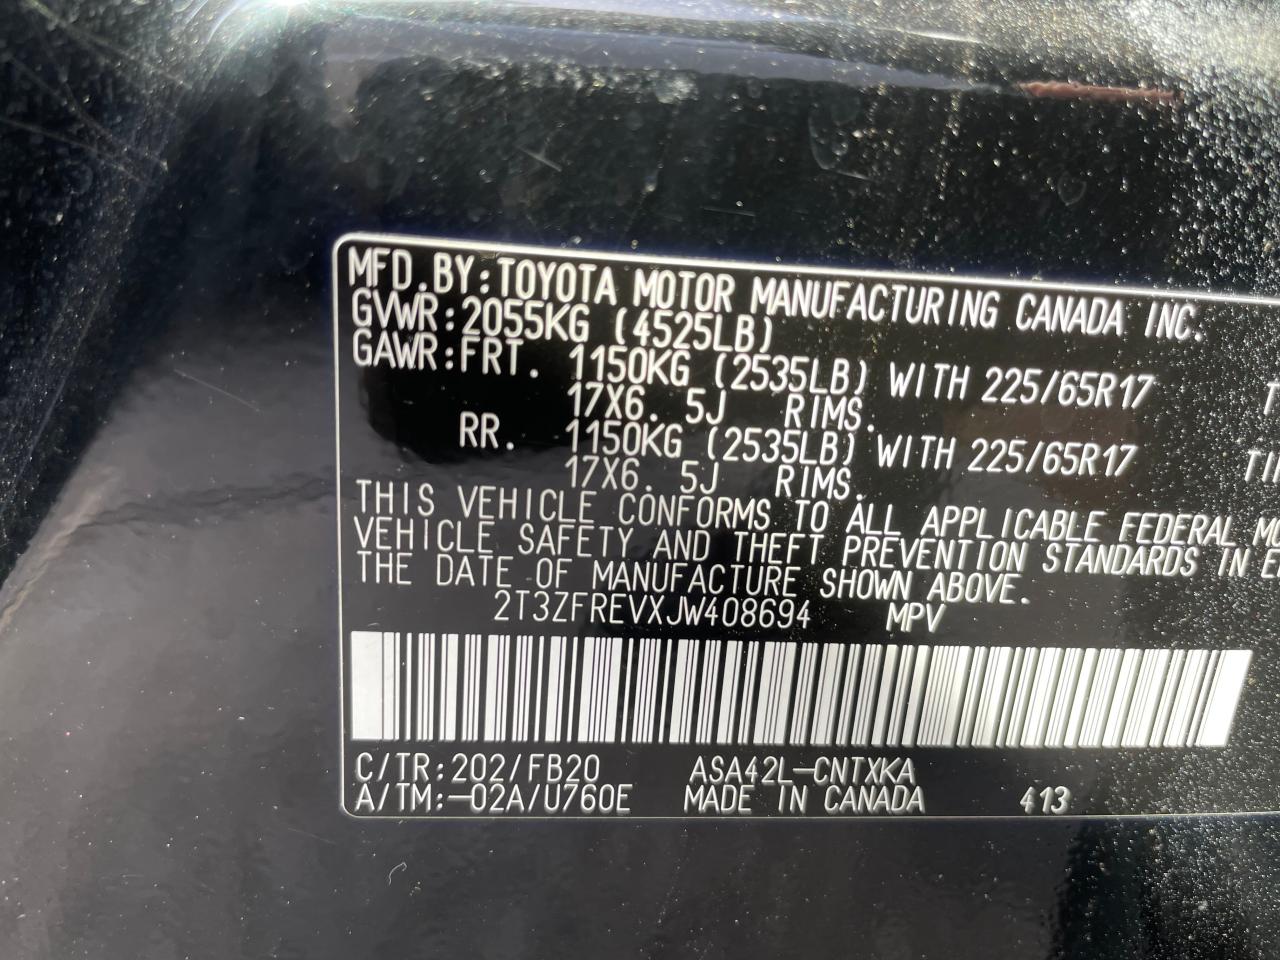 MFD.BY:TOYOTA MOTOR MANUFACTURING CANADA INC.
GVWR:2055KG (4525LB)
GAWR:FRT. 1150KG (2535LB) WITH 225/65R17
17X6. 5J RIMS.
RR. 1150KG (2535LB) WITH 225/65R17
17X6. 5J RIMS.
THIS VEHICLE CONFORMS TO ALL APPLICABLE FEDERAL
VEHICLE SAFETY AND THEFT PREVENTION STANDARDS IN
THE DATE OF MANUFACTURE SHOWN ABOVE.
2T3ZFREVXJW408694 MPV
C/TR:202/FB20 ASA42L-CNTXKA
A/TM:-02A/U760E MADE IN CANADA 413